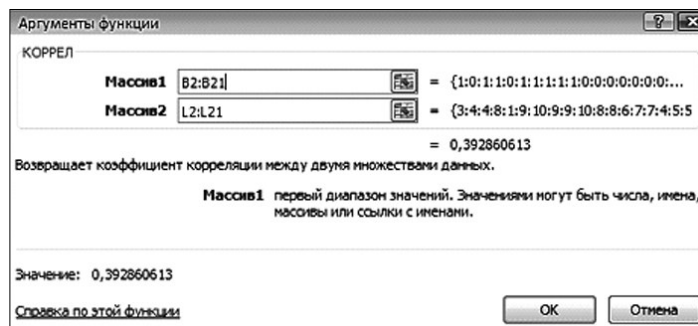 Аргументы функции
КОРРЕЛ
Массив1 B2:B21 = {1:0:1:1:0:1:1:1:1:1:0:0:0:0:0:0:0:...
Массив2 L2:L21 = {3:4:4:8:1:9:10:9:9:10:8:8:6:7:7:4:5:5
= 0,392860613
Возвращает коэффициент корреляции между двумя множествами данных.
Массив1 первый диапазон значений. Значениями могут быть числа, имена,
массивы или ссылки с именами.
Значение: 0,392860613
Справка по этой функции
ОК
Отмена